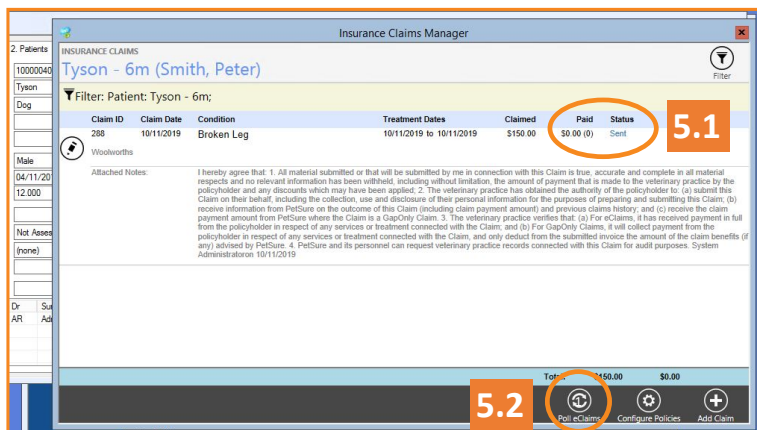 Insurance Claims Manager
2. Patients
INSURANCE CLAIMS
Tyson - 6m (Smith, Peter)
Filter
10000040
Tyson
Dog
Filter: Patient: Tyson - 6m;
Claim ID Claim Date Condition Treatment Dates Claimed Paid Status
288 10/11/2019 Broken Leg 10/11/2019 to 10/11/2019 $150.00 $0.00 (0) Sent
5.1
Woolworths
Male
04/11/20
12.000
Not Asses
(none)
Attached Notes: I hereby agree that: 1. All material submitted or that will be submitted by me in connection with this Claim is true, accurate and complete in all material
respects and no relevant information has been withheld, including without limitation, the amount of payment that is made to the veterinary practice by the
policyholder and any discounts which may have been applied; 2. The veterinary practice has obtained the authority of the policyholder to: (a) submit this
Claim on their behalf, including the collection, use and disclosure of their personal information for the purposes of preparing and submitting this Claim; (b)
receive information from PetSure on the outcome of this Claim (including claim payment amount) and previous claims history; and (c) receive the claim
payment amount from PetSure where the Claim is a GapOnly Claim. 3. The veterinary practice verifies that: (a) For eClaims, it has received payment in full
from the policyholder in respect of any services or treatment connected with the Claim; and (b) For GapOnly Claims, it will collect payment from the
policyholder in respect of any services or treatment connected with the Claim, and only deduct from the submitted invoice the amount of the claim benefits (if
any) advised by PetSure. 4. PetSure and its personnel can request veterinary practice records connected with this Claim for audit purposes. System
Administratoron 10/11/2019
Dr Su
AR Ad
$0.00
5.2
Poll eClaims Configure Policies Add Claim